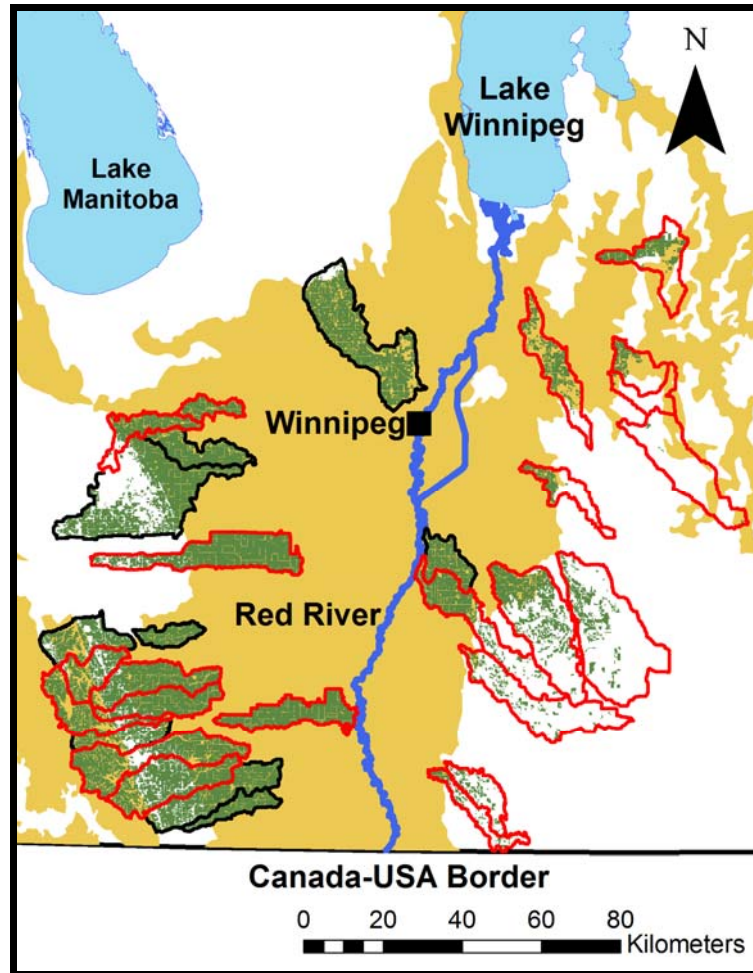 N
Lake
Winnipeg
Lake
Manitoba
Winnipeg
Red River
Canada-USA Border
0 20 40 60 80
Kilometers